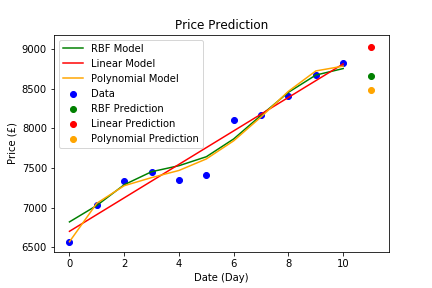 Price Prediction
9000
8500
8000
7500
7000
6500
Price (£)
RBF Model
Linear Model
Polynomial Model
Data
RBF Prediction
Linear Prediction
Polynomial Prediction
0
2
4
6
8
10
Date (Day)